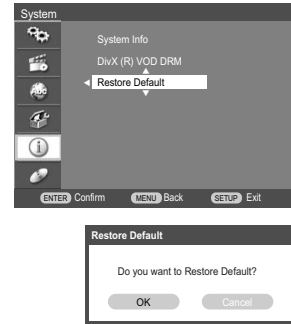 System
System Info
DivX (R) VOD DRM
Restore Default
ENTER Confirm MENU Back SETUP Exit
Restore Default
Do you want to Restore Default?
OK Cancel